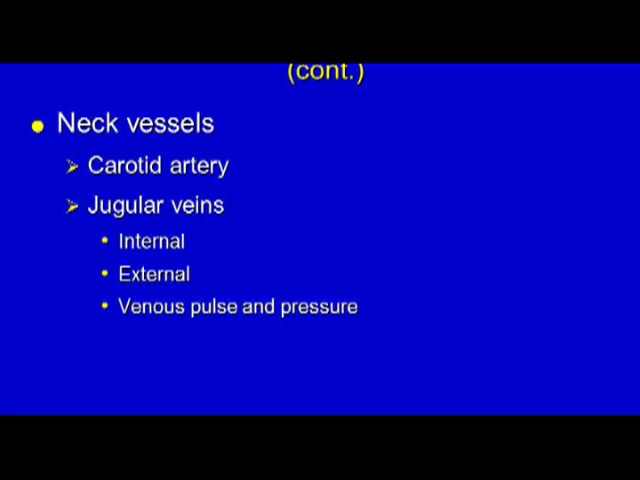 (cont.)
Neck vessels
Carotid artery
Jugular veins
Internal
External
Venous pulse and pressure